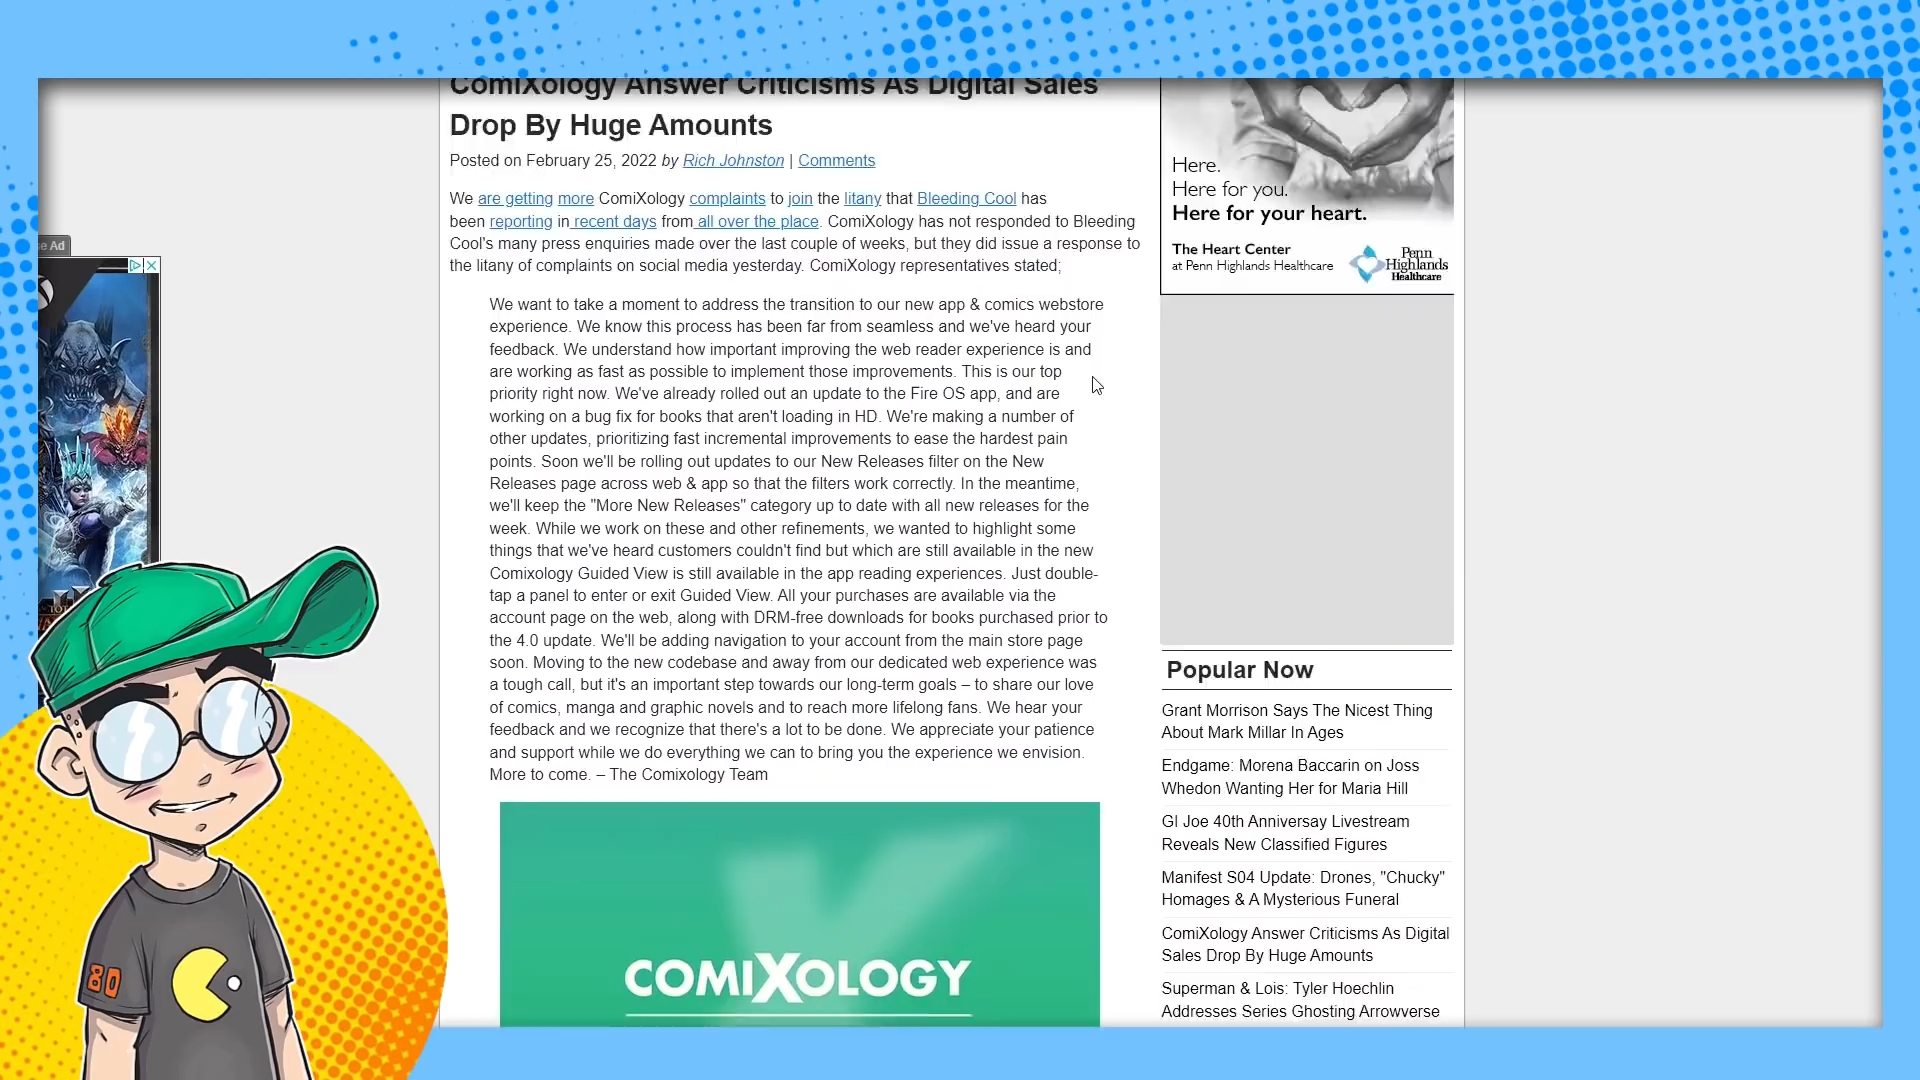 ComiXology Answer Criticisms As Digital Sales
Drop By Huge Amounts
Posted on February 25, 2022 by Rich Johnston | Comments
We are getting more ComiXology complaints to join the litany that Bleeding Cool has
been reporting in recent days from all over the place. ComiXology has not responded to Bleeding
Cool's many press enquiries made over the last couple of weeks, but they did issue a response to
the litany of complaints on social media yesterday. ComiXology representatives stated;
We want to take a moment to address the transition to our new app & comics webstore
experience. We know this process has been far from seamless and we've heard your
feedback. We understand how important improving the web reader experience is and
are working as fast as possible to implement those improvements. This is our top
priority right now. We've already rolled out an update to the Fire OS app, and are
working on a bug fix for books that aren't loading in HD. We're making a number of
other updates, prioritizing fast incremental improvements to ease the hardest pain
points. Soon we'll be rolling out updates to our New Releases filter on the New
Releases page across web & app so that the filters work correctly. In the meantime,
we'll keep the "More New Releases" category up to date with all new releases for the
week. While we work on these and other refinements, we wanted to highlight some
things that we've heard customers couldn't find but which are still available in the new
Comixology Guided View is still available in the app reading experiences. Just double-
tap a panel to enter or exit Guided View. All your purchases are available via the
account page on the web, along with DRM-free downloads for books purchased prior to
the 4.0 update. We'll be adding navigation to your account from the main store page
soon. Moving to the new codebase and away from our dedicated web experience was
a tough call, but it's an important step towards our long-term goals – to share our love
of comics, manga and graphic novels and to reach more lifelong fans. We hear your
feedback and we recognize that there's a lot to be done. We appreciate your patience
and support while we do everything we can to bring you the experience we envision.
More to come. – The Comixology Team
COMIXOLOGY
Here.
Here for you.
Here for your heart.
The Heart Center
at Penn Highlands Healthcare
Penn
Highlands
Healthcare
Popular Now
Grant Morrison Says The Nicest Thing
About Mark Millar In Ages
Endgame: Morena Baccarin on Joss
Whedon Wanting Her for Maria Hill
GI Joe 40th Anniversay Livestream
Reveals New Classified Figures
Manifest S04 Update: Drones, "Chucky"
Homages & A Mysterious Funeral
ComiXology Answer Criticisms As Digital
Sales Drop By Huge Amounts
Superman & Lois: Tyler Hoechlin
Addresses Series Ghosting Arrowverse
e Ad
80